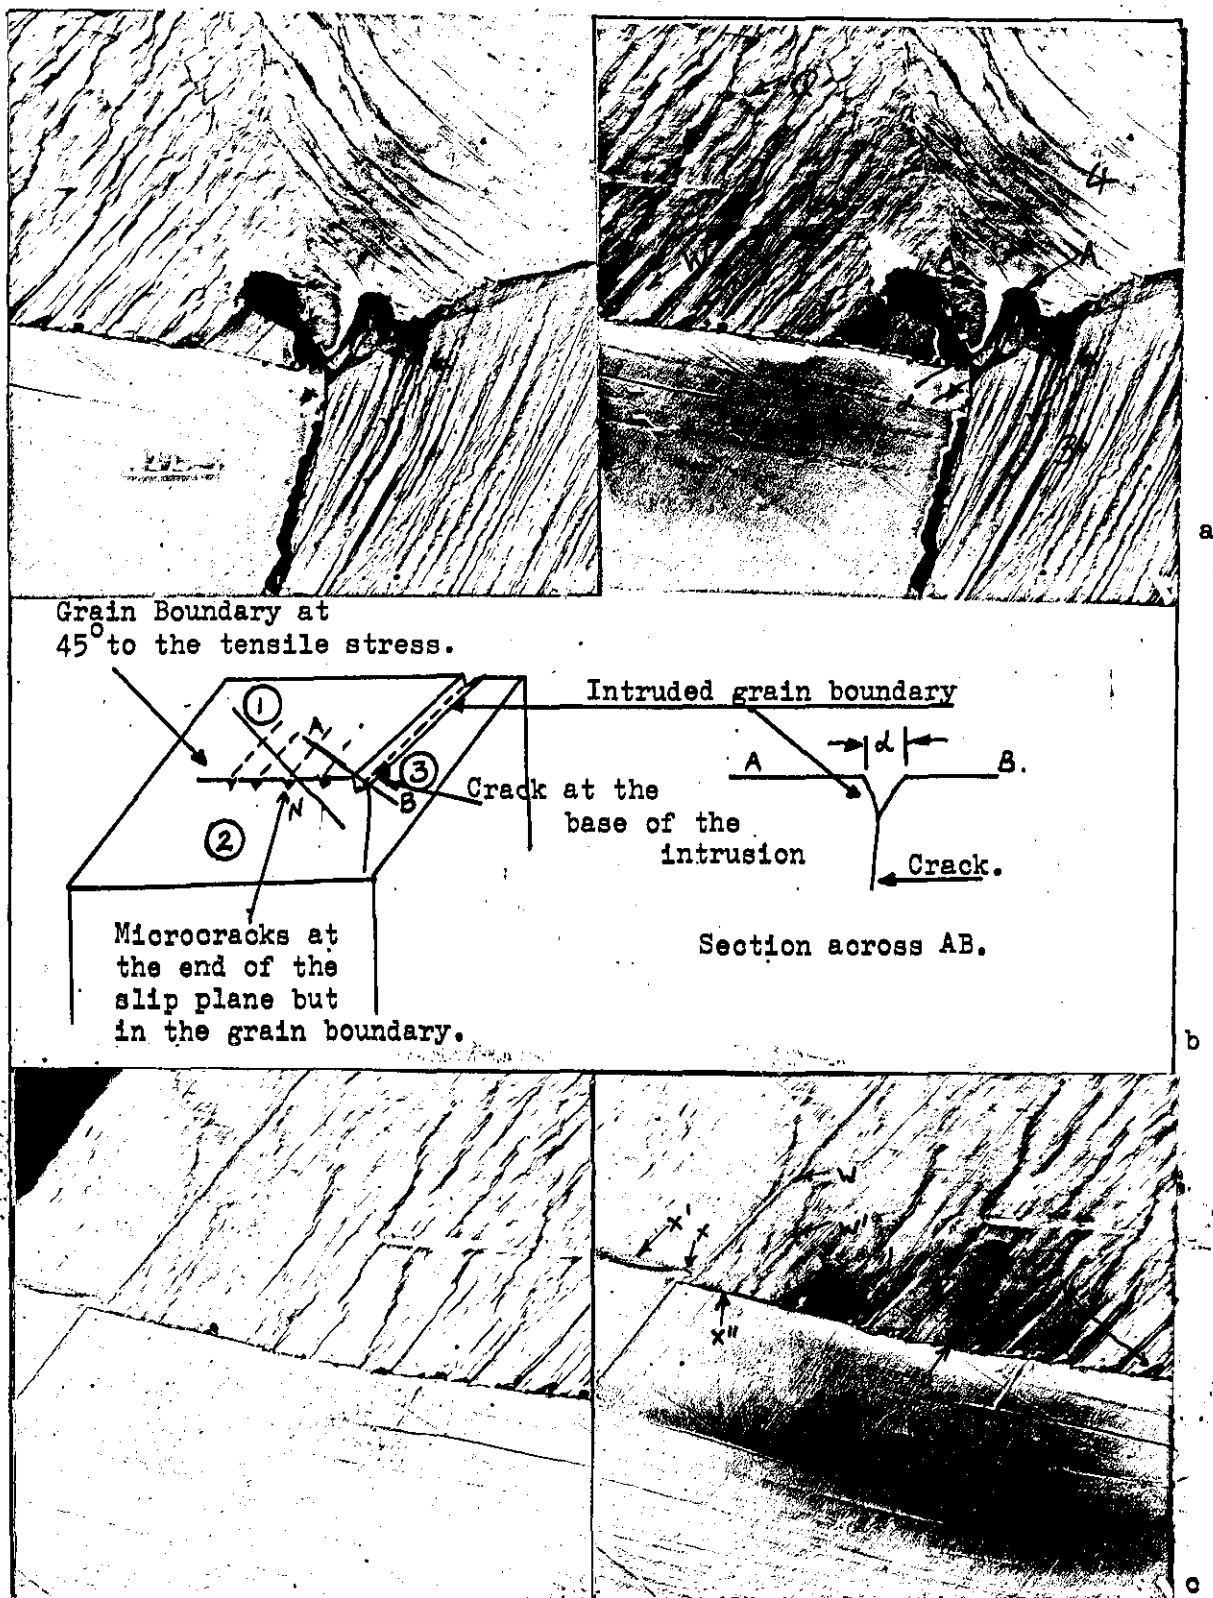 Q
4
W
A
A
3
a
Grain Boundary at
45° to the tensile stress.
Intruded grain boundary
1
A
3
N
B
2
Crack at the
base of the
intrusion
α
A
B.
Crack.
Microcracks at
the end of the
slip plane but
in the grain boundary.
Section across AB.
b
W
W'
x'
x
x"
c